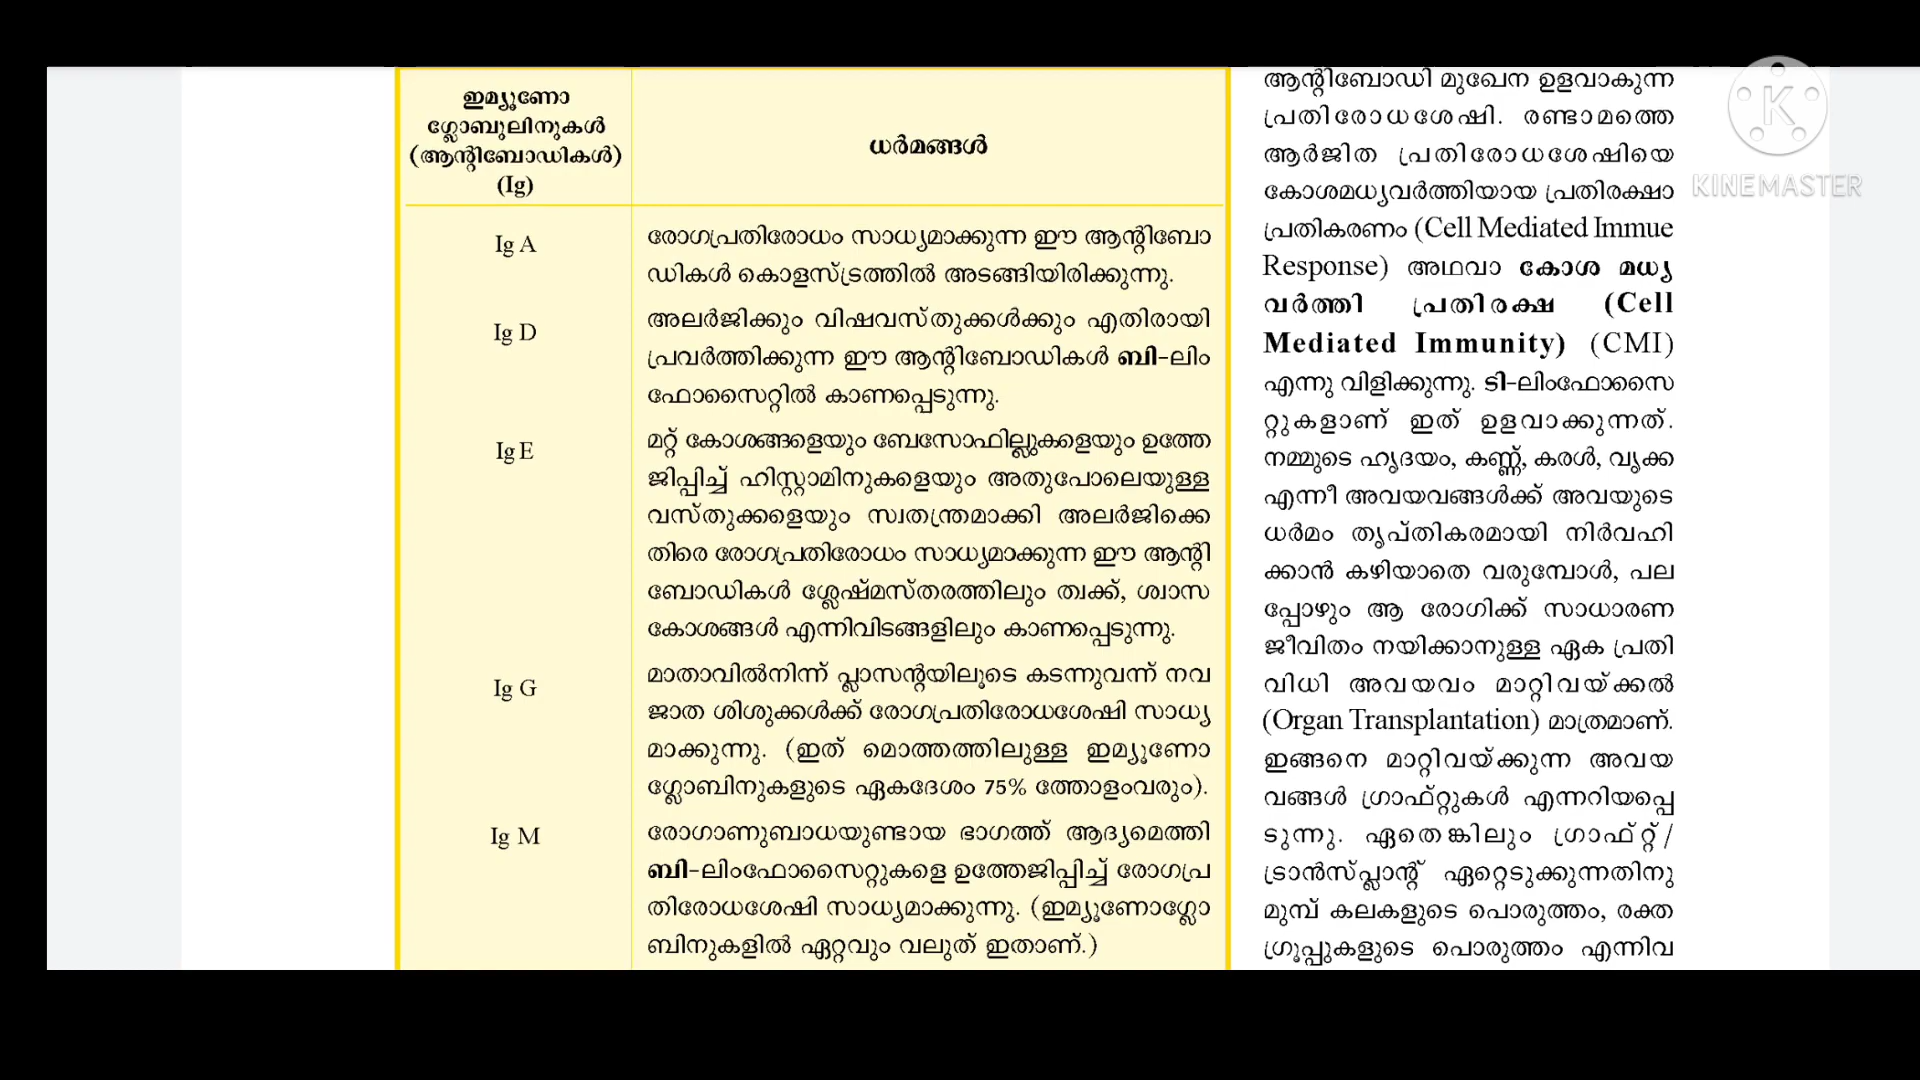 ഇമ്യൂണോ
ഗ്ലോബുലിനുകൾ
(ആന്റിബോഡികൾ)
(Ig)
ധർമങ്ങൾ
Ig A
രോഗപ്രതിരോധം സാധ്യമാക്കുന്ന ഈ ആന്റിബോ
ഡികൾ കൊളസ്ട്രത്തിൽ അടങ്ങിയിരിക്കുന്നു.
Ig D
അലർജിക്കും വിഷവസ്തുക്കൾക്കും എതിരായി
പ്രവർത്തിക്കുന്ന ഈ ആന്റിബോഡികൾ ബി-ലിം
ഫോസൈറ്റിൽ കാണപ്പെടുന്നു.
Ig E
മറ്റ് കോശങ്ങളെയും ബേസോഫില്ലുക്കളെയും ഉത്തേ
ജിപ്പിച്ച് ഹിസ്റ്റാമിനുകളെയും അതുപോലെയുള്ള
വസ്തുക്കളെയും സ്വതന്ത്രമാക്കി അലർജിക്കെ
തിരെ രോഗപ്രതിരോധം സാധ്യമാക്കുന്ന ഈ ആന്റി
ബോഡികൾ ശ്ലേഷ്മസ്തരത്തിലും ത്വക്ക്, ശ്വാസ
കോശങ്ങൾ എന്നിവിടങ്ങളിലും കാണപ്പെടുന്നു.
Ig G
മാതാവിൽനിന്ന് പ്ലാസന്റയിലൂടെ കടന്നുവന്ന് നവ
ജാത ശിശുക്കൾക്ക് രോഗപ്രതിരോധശേഷി സാധ്യ
മാക്കുന്നു. (ഇത് മൊത്തത്തിലുള്ള ഇമ്യൂണോ
ഗ്ലോബിനുകളുടെ ഏകദേശം 75% ത്തോളംവരും).
Ig M
രോഗാണുബാധയുണ്ടായ ഭാഗത്ത് ആദ്യമെത്തി
ബി-ലിംഫോസൈറ്റുകളെ ഉത്തേജിപ്പിച്ച് രോഗപ്ര
തിരോധശേഷി സാധ്യമാക്കുന്നു. (ഇമ്യൂണോഗ്ലോ
ബിനുകളിൽ ഏറ്റവും വലുത് ഇതാണ്.)
ആന്റിബോഡി മുഖേന ഉളവാകുന്ന
പ്രതിരോധശേഷി. രണ്ടാമത്തെ
ആർജിത പ്രതിരോധശേഷിയെ
കോശമധ്യവർത്തിയായ പ്രതിരക്ഷാ
പ്രതികരണം (Cell Mediated Immue
Response) അഥവാ കോശ മധ്യ
വർത്തി പ്രതിരക്ഷ (Cell
Mediated Immunity) (CMI)
എന്നു വിളിക്കുന്നു. ടി-ലിംഫോസൈ
റ്റുകളാണ് ഇത് ഉളവാക്കുന്നത്.
നമ്മുടെ ഹൃദയം, കണ്ണ്, കരൾ, വൃക്ക
എന്നീ അവയവങ്ങൾക്ക് അവയുടെ
ധർമം തൃപ്തികരമായി നിർവഹി
ക്കാൻ കഴിയാതെ വരുമ്പോൾ, പല
പ്പോഴും ആ രോഗിക്ക് സാധാരണ
ജീവിതം നയിക്കാനുള്ള ഏക പ്രതി
വിധി അവയവം മാറ്റിവയ്ക്കൽ
(Organ Transplantation) മാത്രമാണ്.
ഇങ്ങനെ മാറ്റിവയ്ക്കുന്ന അവയ
വങ്ങൾ ഗ്രാഫ്റ്റുകൾ എന്നറിയപ്പെ
ടുന്നു. ഏതെങ്കിലും ഗ്രാഫ്റ്റ്/
ട്രാൻസ്പ്ലാന്റ് ഏറ്റെടുക്കുന്നതിനു
മുമ്പ് കലകളുടെ പൊരുത്തം, രക്ത
ഗ്രൂപ്പുകളുടെ പൊരുത്തം എന്നിവ
K
KINEMASTER